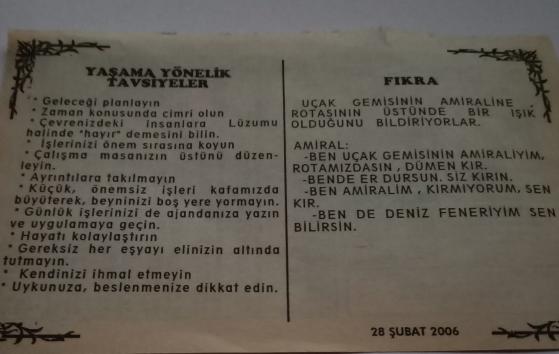 YAŞAMA YÖNELİK
TAVSİYELER
* Geleceği planlayın
* Zaman konusunda cimri olun
* Çevrenizdeki insanlara Lüzumu
halinde "hayır" demesini bilin.
* İşlerinizi önem sırasına koyun
* Çalışma masanızın üstünü düzen-
leyin.
* Ayrıntılara takılmayın
* Küçük, önemsiz işleri kafamızda
büyüterek, beyninizi boş yere yormayın.
* Günlük işlerinizi de ajandanıza yazın
ve uygulamaya geçin.
* Hayatı kolaylaştırın
* Gereksiz her eşyayı elinizin altında
tutmayın.
* Kendinizi ihmal etmeyin
* Uykunuza, beslenmenize dikkat edin.
FIKRA
UÇAK GEMİSİNİN AMİRALİNE
ROTASININ ÜSTÜNDE BİR IŞIK
OLDUĞUNU BİLDİRİYORLAR.
AMİRAL:
-BEN UÇAK GEMİSİNİN AMİRALİYİM,
ROTAMIZDASIN , DÜMEN KIR.
-BENDE ER DURSUN. SİZ KIRIN.
-BEN AMİRALİM , KIRMIYORUM, SEN
KIR.
-BEN DE DENİZ FENERİYİM SEN
BİLİRSİN.
28 ŞUBAT 2006